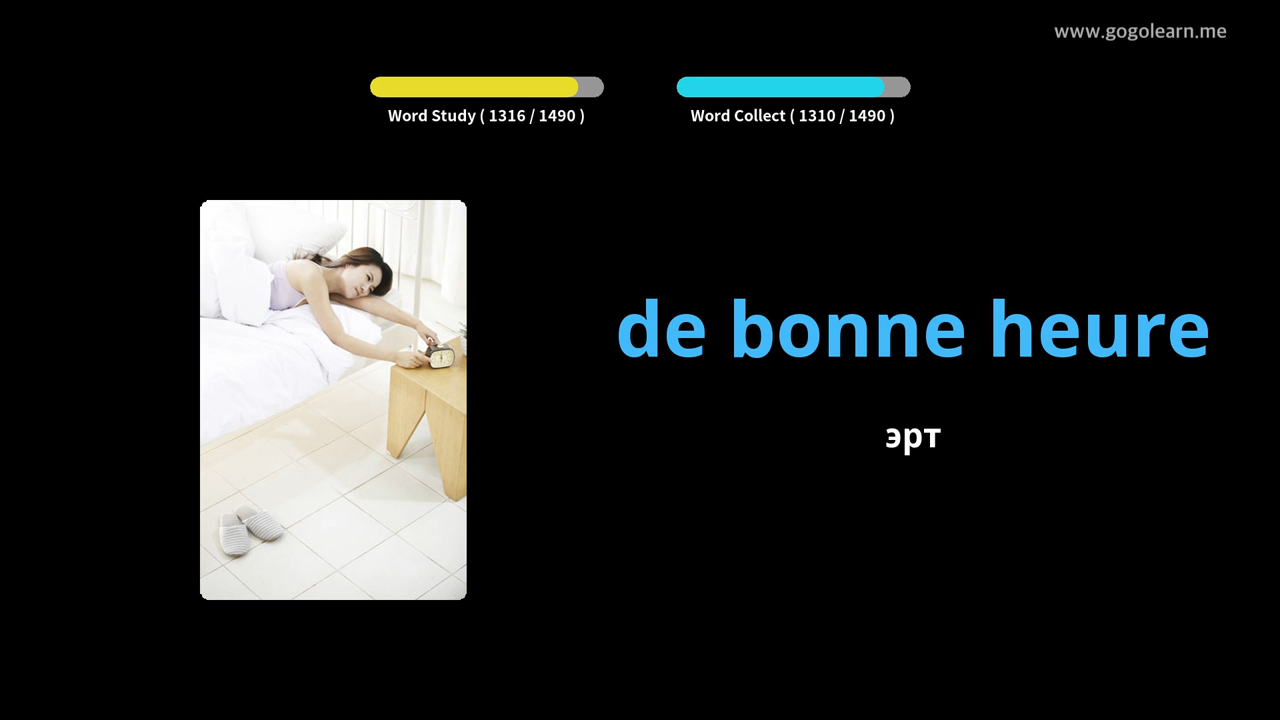 www.gogolearn.me
Word Study ( 1316 / 1490 )
Word Collect ( 1310 / 1490 )
de bonne heure
эрт